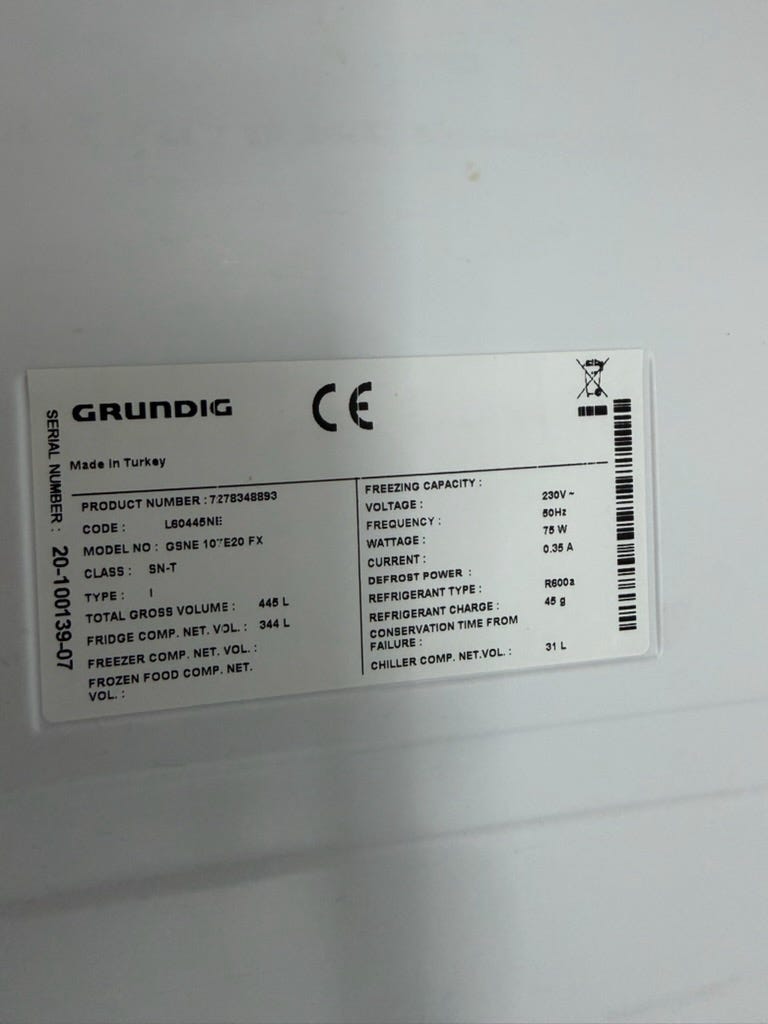 GRUNDIG
CE
Made in Turkey
SERIAL NUMBER : 20-100139-07
PRODUCT NUMBER : 7278348893
CODE : L60445NE
MODEL NO : GSNE 107E20 FX
CLASS : SN-T
TYPE : I
TOTAL GROSS VOLUME : 445 L
FRIDGE COMP. NET. VOL. : 344 L
FREEZER COMP. NET. VOL. :
FROZEN FOOD COMP. NET.
VOL. :
FREEZING CAPACITY :
VOLTAGE : 230V ~
FREQUENCY : 50Hz
WATTAGE : 75 W
CURRENT : 0.35 A
DEFROST POWER :
REFRIGERANT TYPE : R600a
REFRIGERANT CHARGE : 45 g
CONSERVATION TIME FROM
FAILURE :
CHILLER COMP. NET.VOL. : 31 L